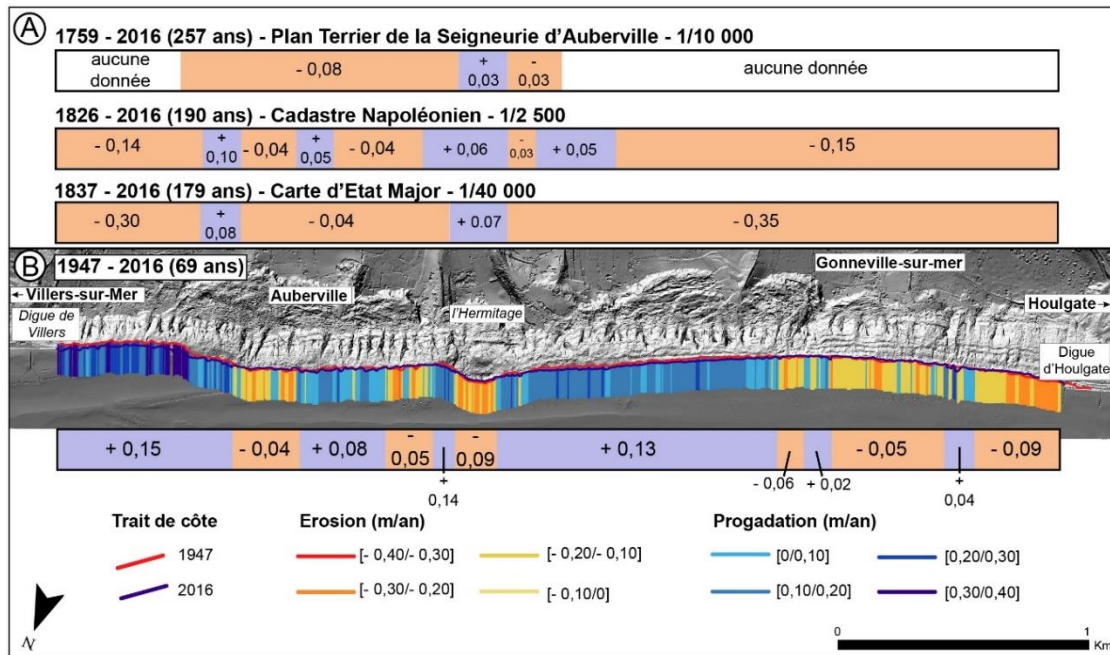 A
1759 - 2016 (257 ans) - Plan Terrier de la Seigneurie d'Auberville - 1/10 000
aucune
donnée
- 0,08
+
0,03
-
0,03
aucune donnée
1826 - 2016 (190 ans) - Cadastre Napoléonien - 1/2 500
- 0,14
+
0,10
- 0,04
+
0,05
- 0,04
+ 0,06
-
0,03
+ 0,05
- 0,15
1837 - 2016 (179 ans) - Carte d'Etat Major - 1/40 000
- 0,30
+
0,08
- 0,04
+ 0.07
- 0,35
B
1947 - 2016 (69 ans)
Gonneville-sur-mer
Villers-sur-Mer
Auberville
l'Hermitage
Houlgate
Digue de
Villers
Digue
d'Houlgate
+ 0,15
- 0,04
+ 0,08
-
0,05
+
0,14
-
0,09
+ 0,13
- 0,06
+ 0,02
- 0,05
+
0,04
- 0,09
Trait de côte
1947
2016
Erosion (m/an)
[- 0,40/- 0,30]
[- 0,20/- 0,10]
[- 0,30/- 0,20]
[- 0,10/0]
Progadation (m/an)
[0/0,10]
[0,20/0,30]
[0,10/0,20]
[0,30/0,40]
N
0
1
Km